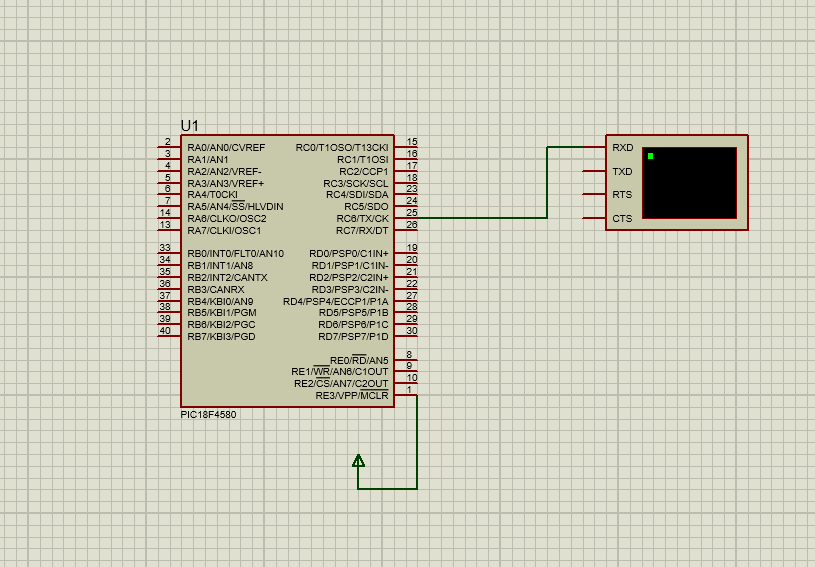 U1
2 RA0/AN0/CVREF RC0/T1OSO/T13CKI 15
3 RA1/AN1 RC1/T1OSI 16
4 RA2/AN2/VREF- RC2/CCP1 17
5 RA3/AN3/VREF+ RC3/SCK/SCL 18
6 RA4/T0CKI RC4/SDI/SDA 23
7 RA5/AN4/SS/HLVDIN RC5/SDO 24
14 RA6/CLKO/OSC2 RC6/TX/CK 25
13 RA7/CLKI/OSC1 RC7/RX/DT 26
33 RB0/INT0/FLT0/AN10 RD0/PSP0/C1IN+ 19
34 RB1/INT1/AN8 RD1/PSP1/C1IN- 20
35 RB2/INT2/CANTX RD2/PSP2/C2IN+ 21
36 RB3/CANRX RD3/PSP3/C2IN- 22
37 RB4/KBI0/AN9 RD4/PSP4/ECCP1/P1A 27
38 RB5/KBI1/PGM RD5/PSP5/P1B 28
39 RB6/KBI2/PGC RD6/PSP6/P1C 29
40 RB7/KBI3/PGD RD7/PSP7/P1D 30
RE0/RD/AN5 8
RE1/WR/AN6/C1OUT 9
RE2/CS/AN7/C2OUT 10
RE3/VPP/MCLR 1
PIC18F4580
RXD
TXD
RTS
CTS